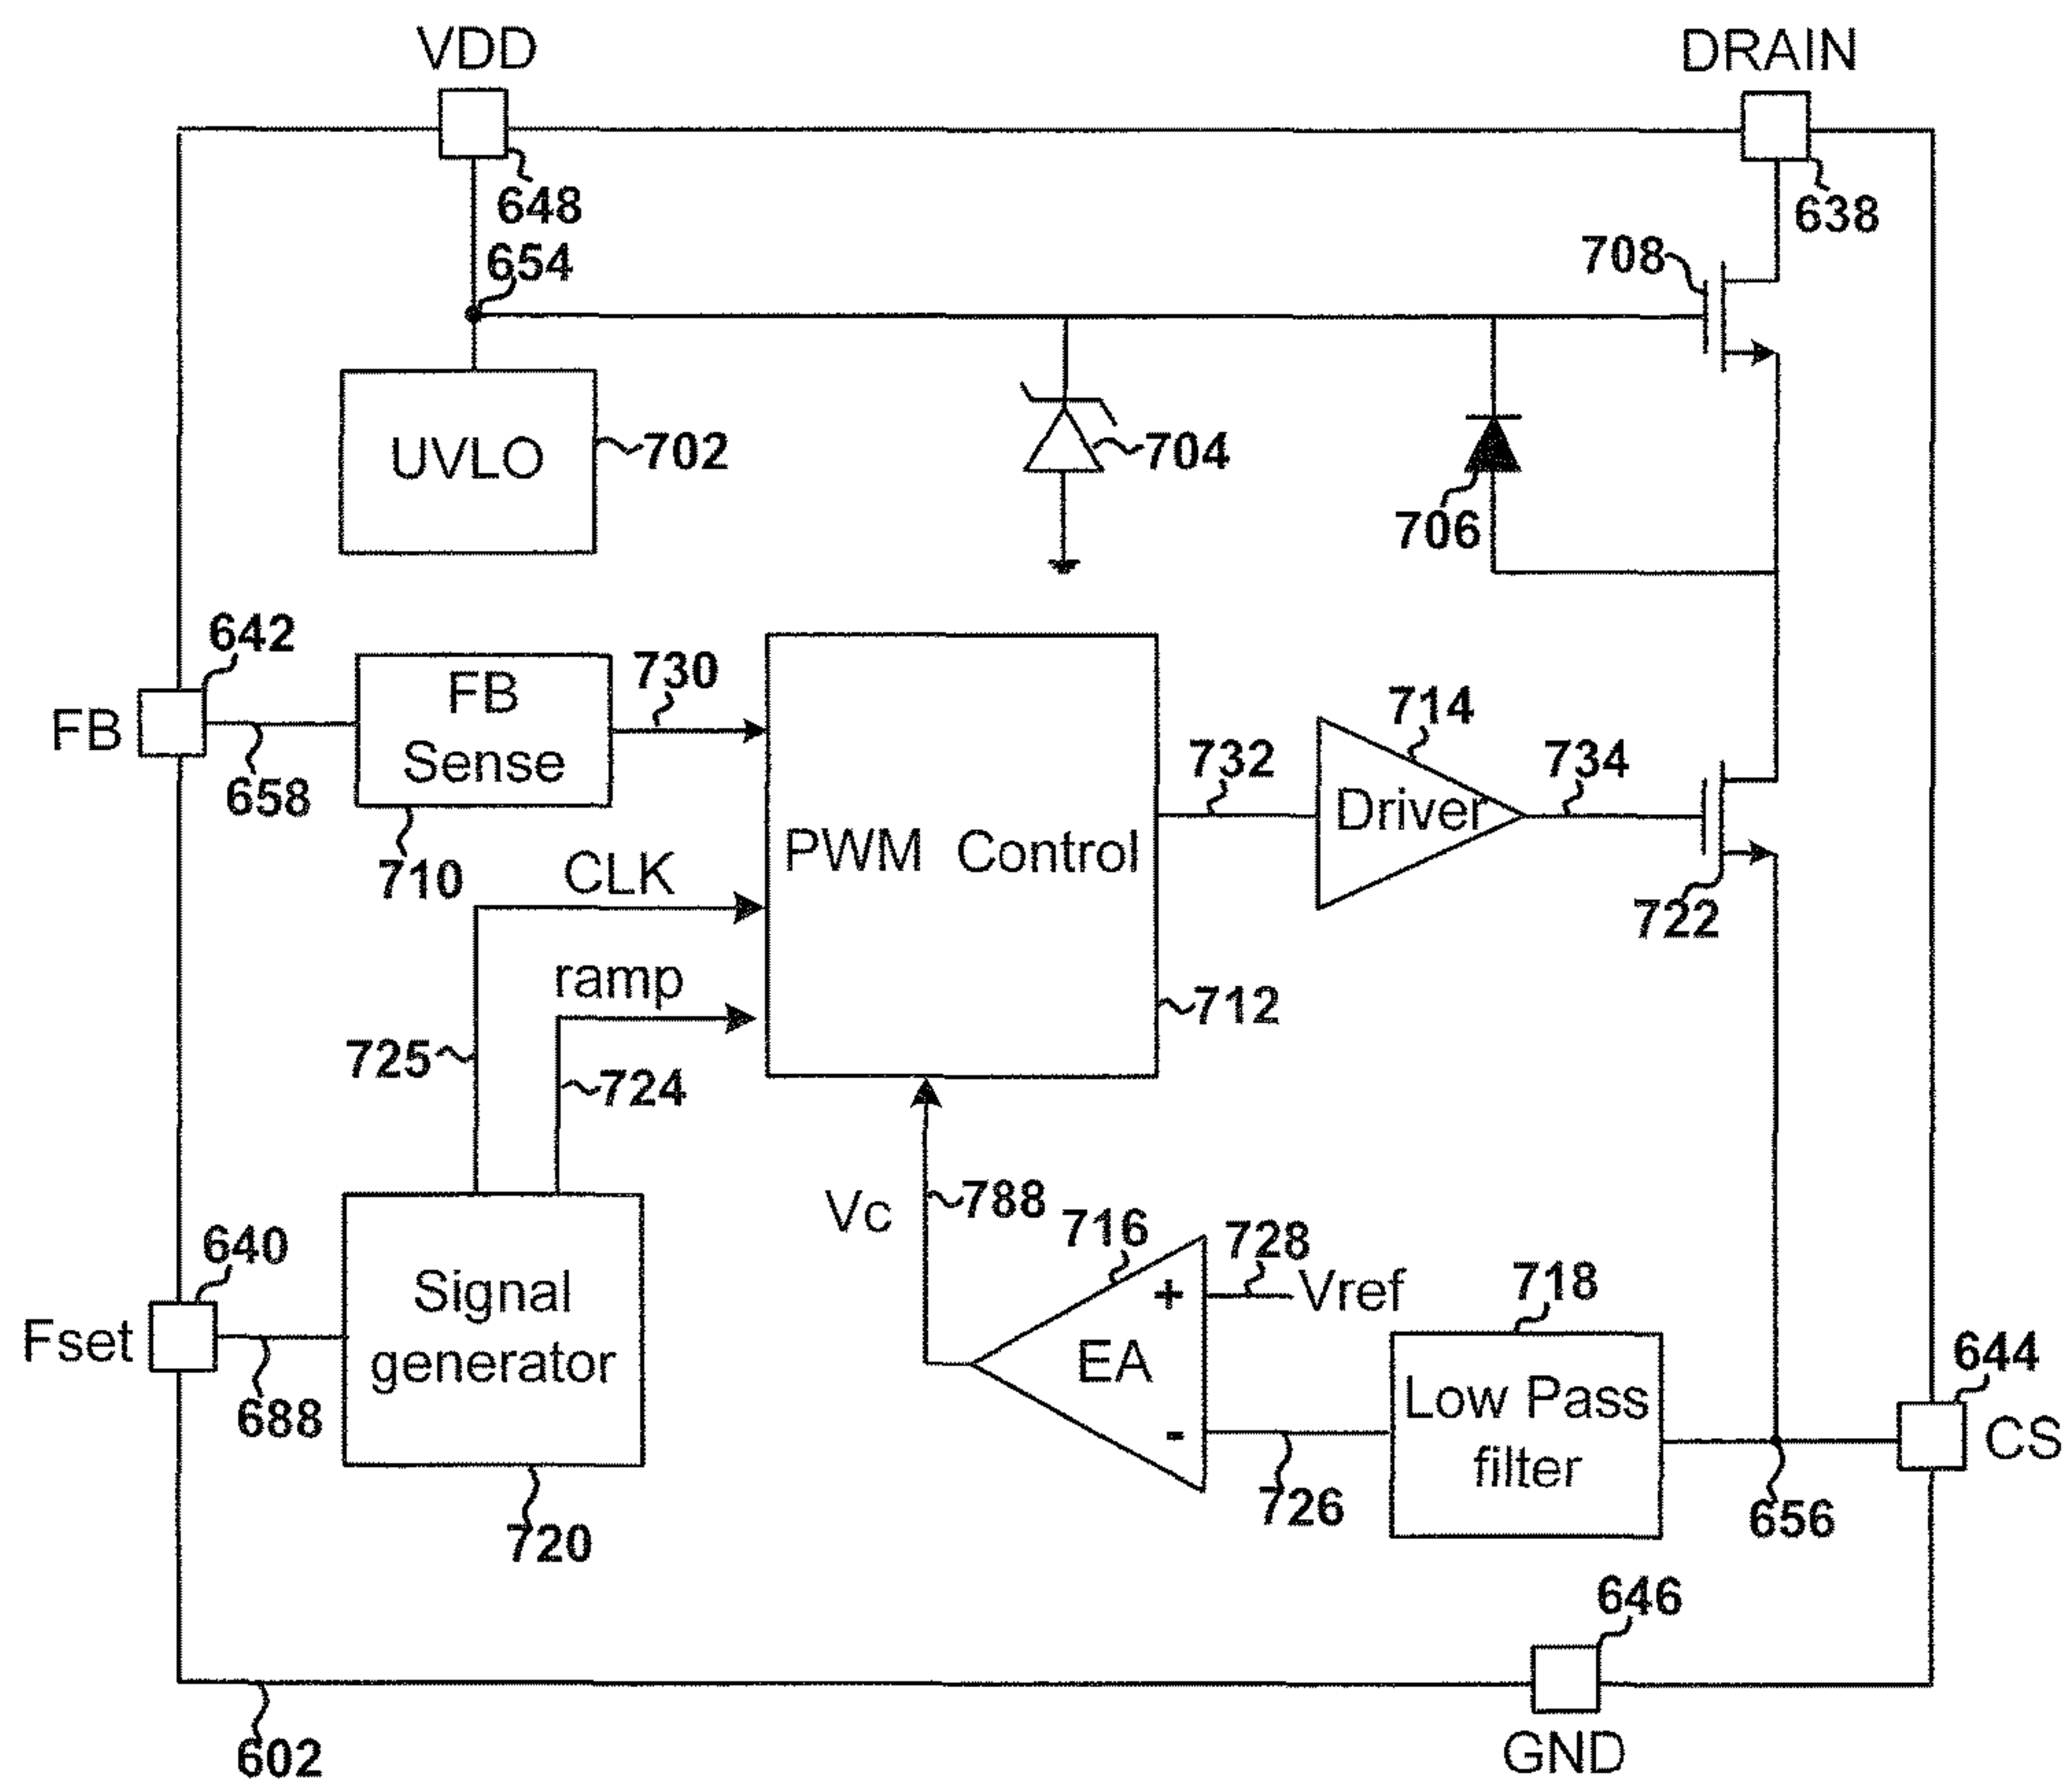 VDD
DRAIN
648
638
654
708
UVLO
702
704
706
642
FB
658
FB
Sense
730
710
CLK
PWM Control
732
714
Driver
734
722
ramp
712
725
724
Vc
788
716
728
+
Vref
EA
-
718
640
Fset
688
Signal
generator
720
Low Pass
filter
726
644
CS
656
646
GND
602